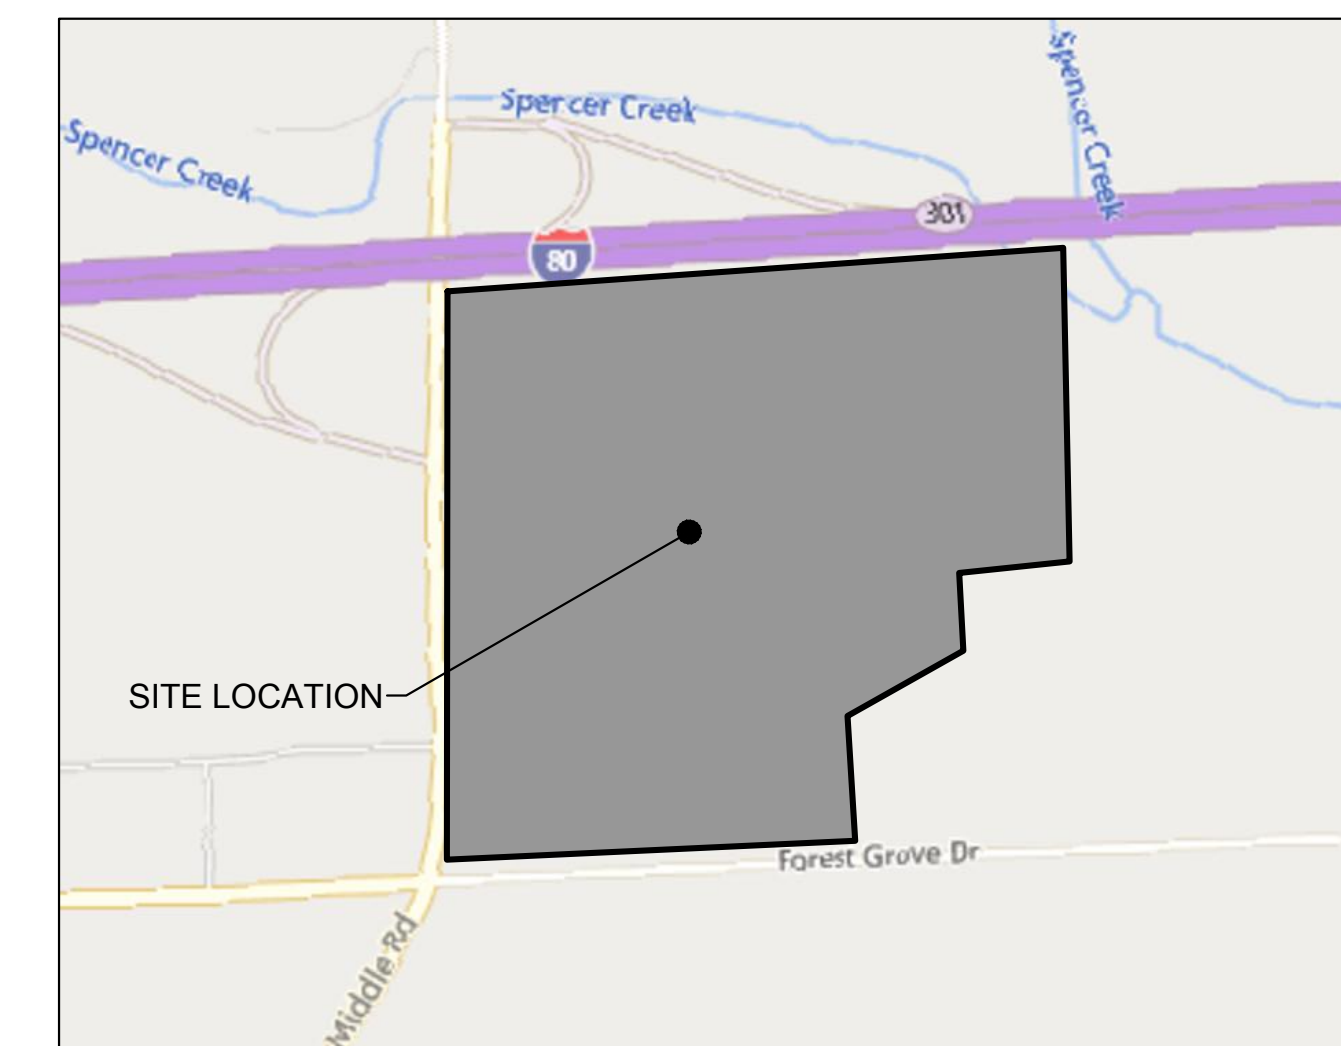 Spencer Creek
Spencer Creek
Spencer Creek
301
80
SITE LOCATION
Forest Grove Dr
Middle Rd